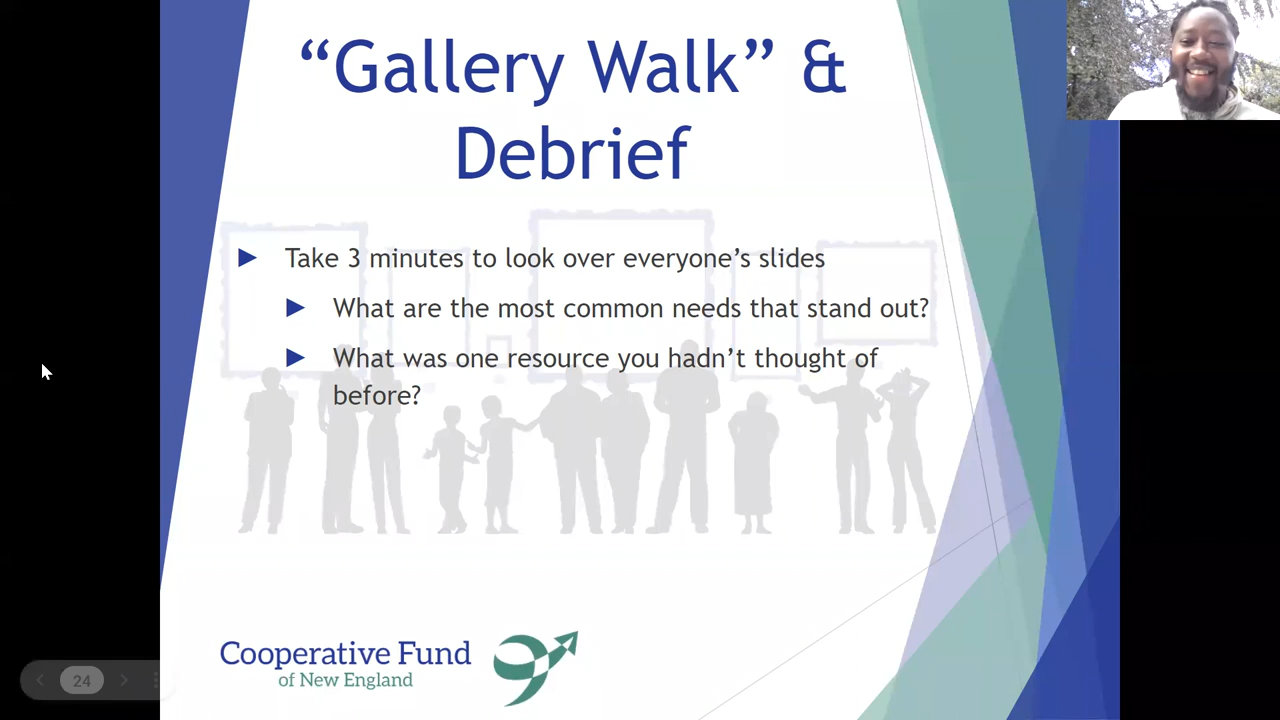 “Gallery Walk” &
Debrief
Take 3 minutes to look over everyone’s slides
What are the most common needs that stand out?
What was one resource you hadn’t thought of
before?
Cooperative Fund
of New England
24